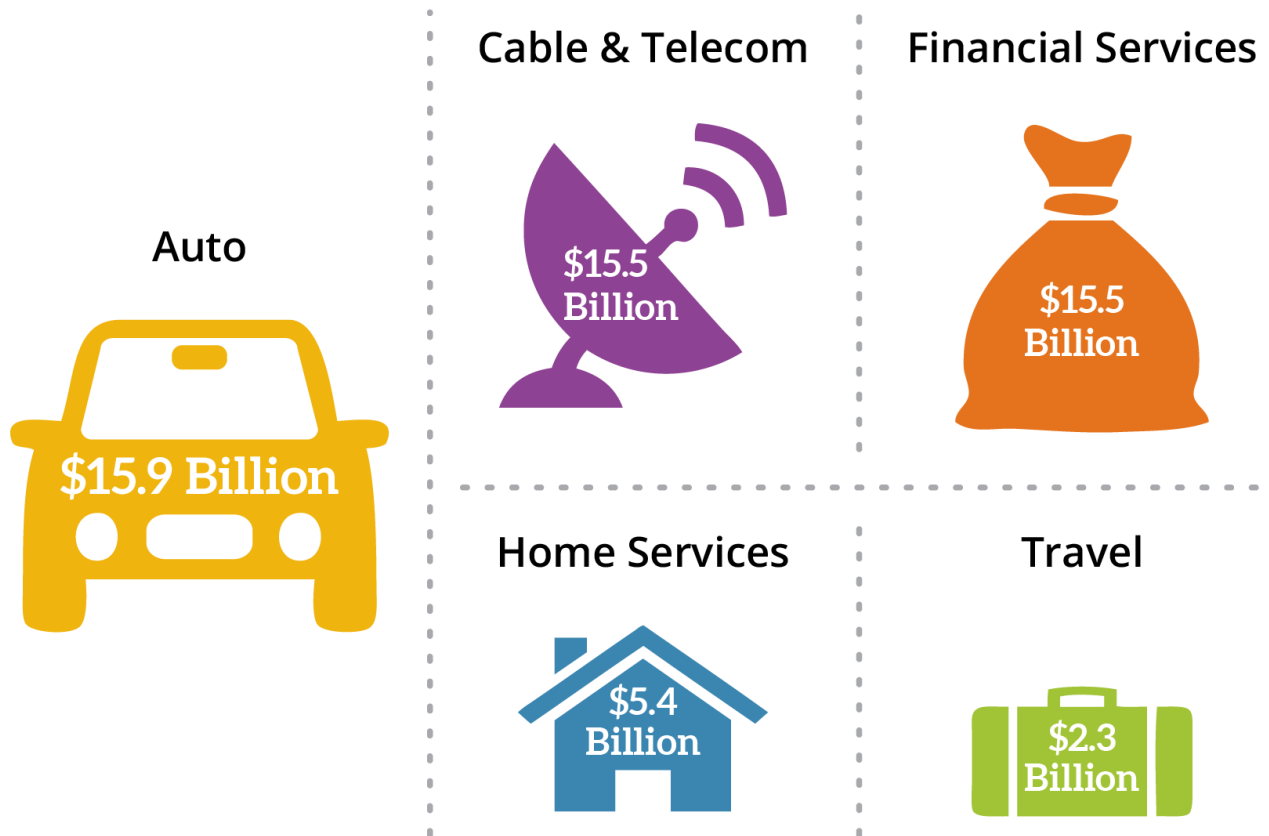 Auto
$15.9 Billion
Cable & Telecom
$15.5
Billion
Financial Services
$15.5
Billion
Home Services
$5.4
Billion
Travel
$2.3
Billion